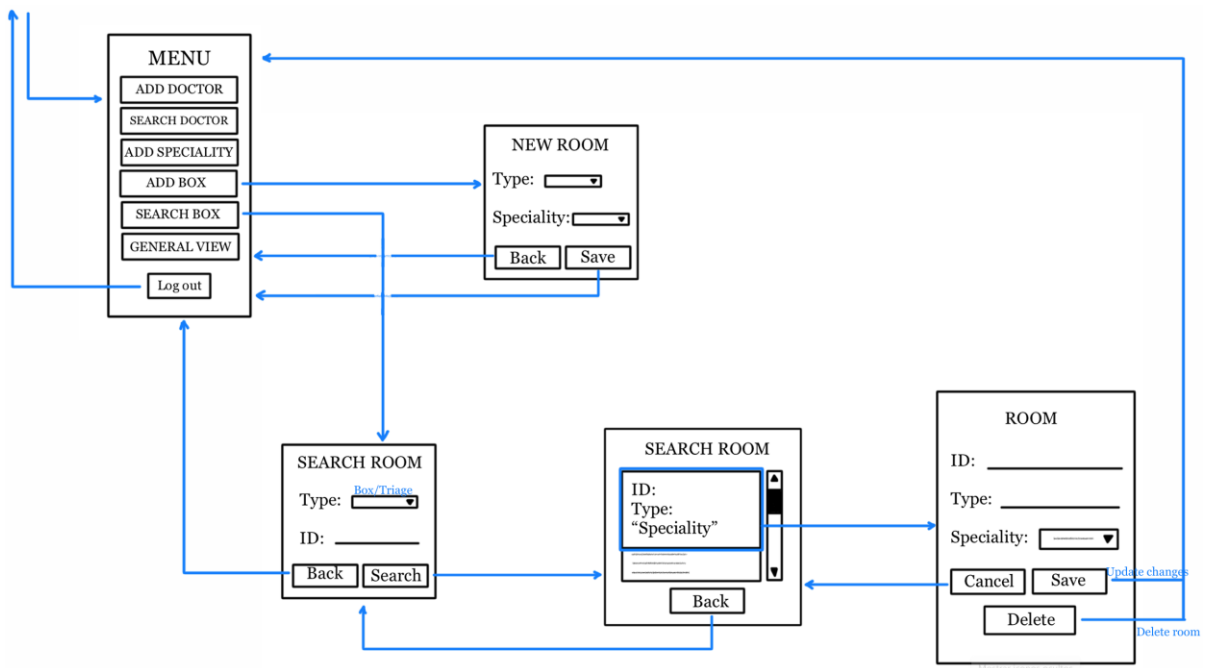 MENU
ADD DOCTOR
SEARCH DOCTOR
ADD SPECIALITY
ADD BOX
SEARCH BOX
GENERAL VIEW
Log out
NEW ROOM
Type:
Speciality:
Back Save
SEARCH ROOM
Box/Triage
Type:
ID:
Back Search
SEARCH ROOM
ID:
Type:
“Speciality”
Back
ROOM
ID:
Type:
Speciality:
Cancel Save
Update changes
Delete
Delete room